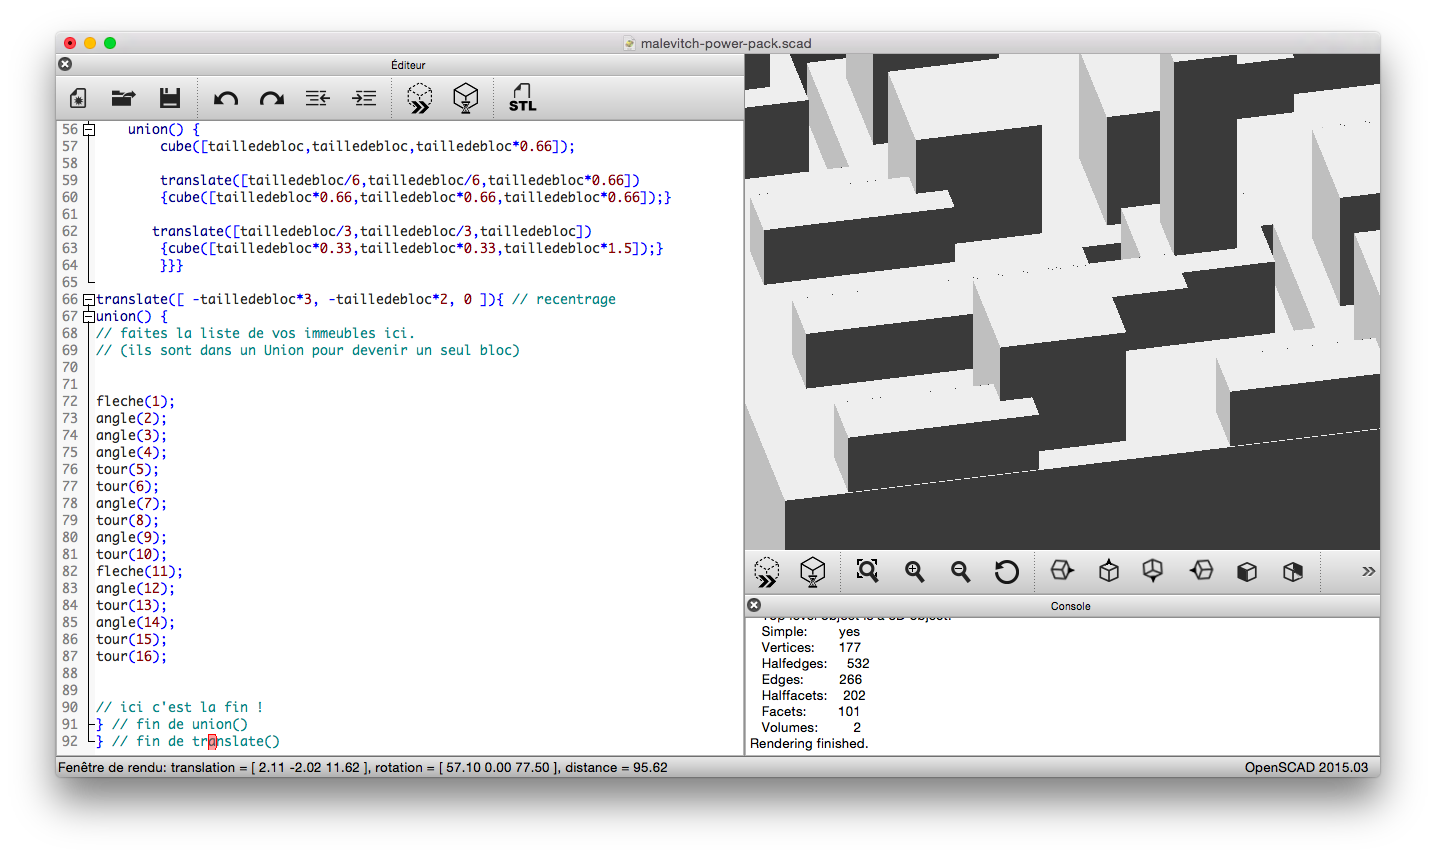 malevitch-power-pack.scad
Éditeur
STL
56 union() {
57 cube([tailledebloc,tailledebloc,tailledebloc*0.66]);
58
59 translate([tailledebloc/6,tailledebloc/6,tailledebloc*0.66])
60 {cube([tailledebloc*0.66,tailledebloc*0.66,tailledebloc*0.66]);}
61
62 translate([tailledebloc/3,tailledebloc/3,tailledebloc])
63 {cube([tailledebloc*0.33,tailledebloc*0.33,tailledebloc*1.5]);}
64 }}}
65
66 translate([ -tailledebloc*3, -tailledebloc*2, 0 ]){ // recentrage
67 union() {
68 // faites la liste de vos immeubles ici.
69 // (ils sont dans un Union pour devenir un seul bloc)
70
71
72 fleche(1);
73 angle(2);
74 angle(3);
75 angle(4);
76 tour(5);
77 tour(6);
78 angle(7);
79 tour(8);
80 angle(9);
81 tour(10);
82 fleche(11);
83 angle(12);
84 tour(13);
85 angle(14);
86 tour(15);
87 tour(16);
88
89
90 // ici c'est la fin !
91 } // fin de union()
92 } // fin de translate()
Console
Top level object is a 3D object:
Simple: yes
Vertices: 177
Halfedges: 532
Edges: 266
Halffacets: 202
Facets: 101
Volumes: 2
Rendering finished.
Fenêtre de rendu: translation = [ 2.11 -2.02 11.62 ], rotation = [ 57.10 0.00 77.50 ], distance = 95.62
OpenSCAD 2015.03